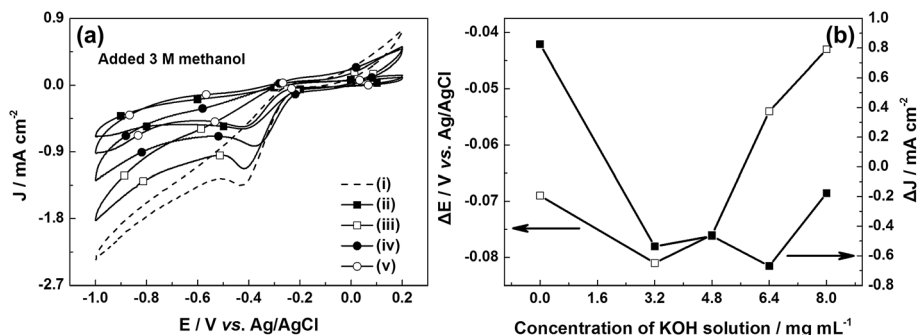 (a)
Added 3 M methanol
0.9
0.0
-0.9
-1.8
-2.7
J / mA cm-2
-1.0 -0.8 -0.6 -0.4 -0.2 0.0 0.2
E / V vs. Ag/AgCl
(i)
(ii)
(iii)
(iv)
(v)
(b)
-0.04
-0.05
-0.06
-0.07
-0.08
ΔE / V vs. Ag/AgCl
1.0
0.8
0.6
0.4
0.2
0.0
-0.2
-0.4
-0.6
-0.8
ΔJ / mA cm-2
0.0 1.6 3.2 4.8 6.4 8.0
Concentration of KOH solution / mg mL-1